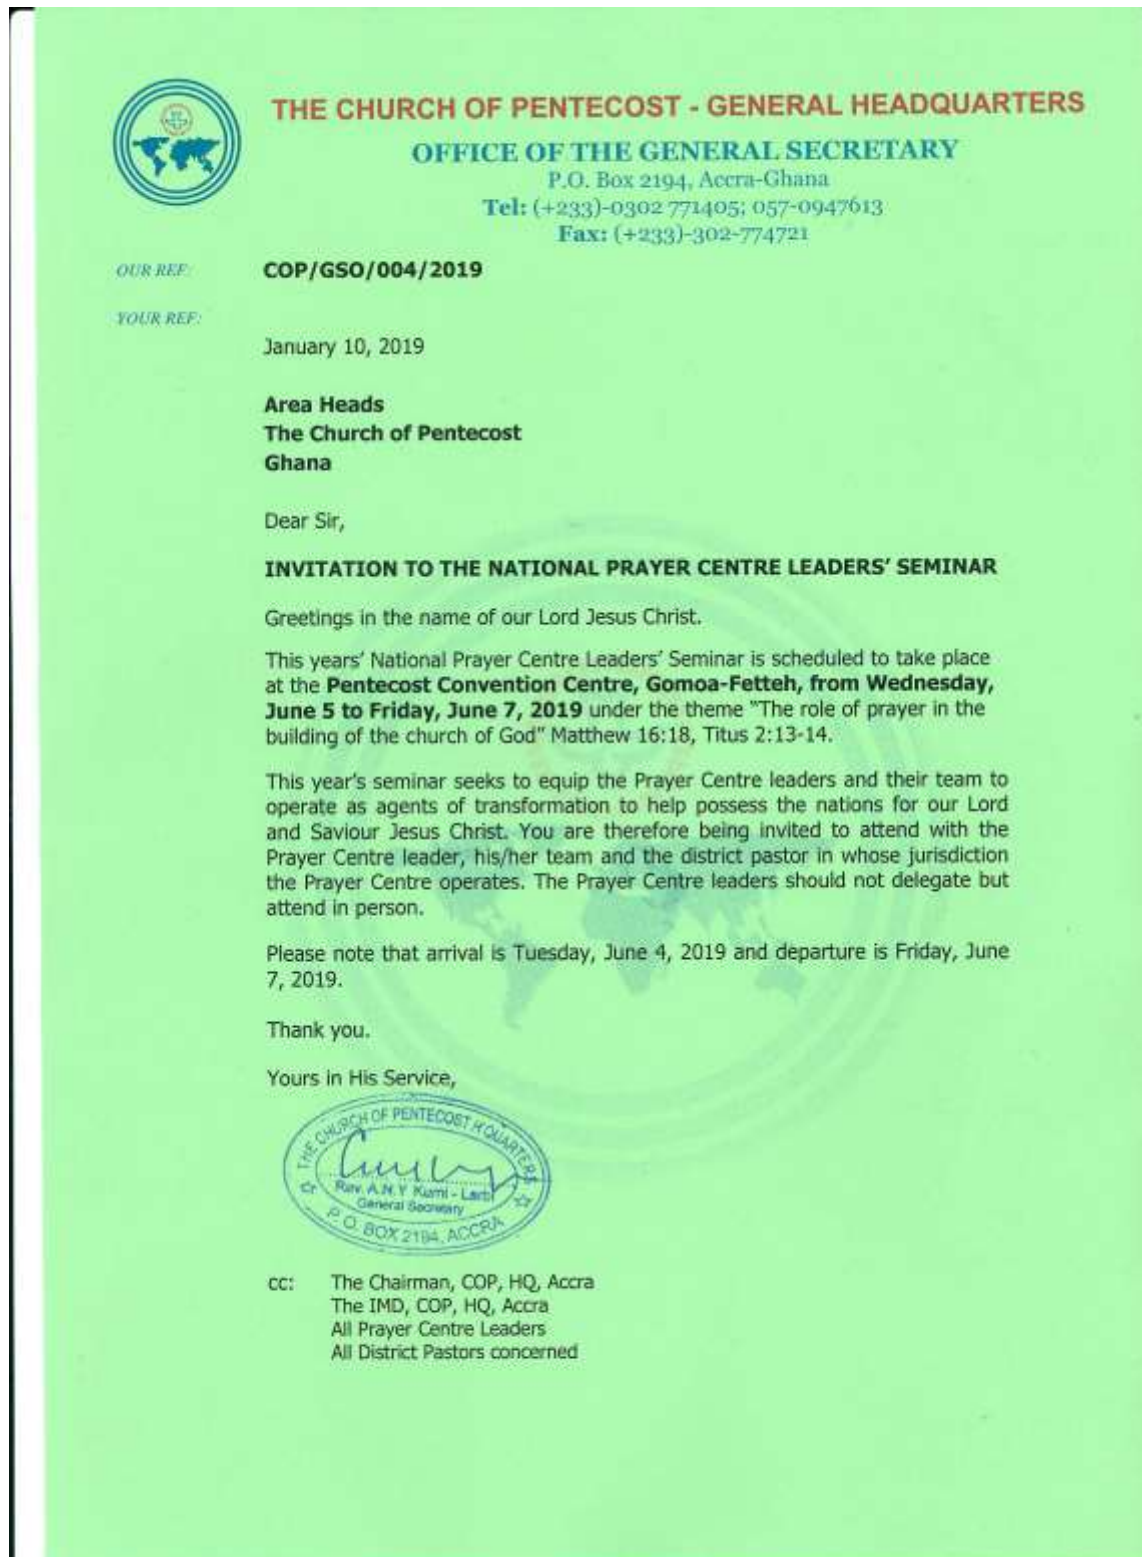 THE CHURCH OF PENTECOST - GENERAL HEADQUARTERS
OFFICE OF THE GENERAL SECRETARY
P.O. Box 2194, Accra-Ghana
Tel: (+233)-0302 771405; 057-0947613
Fax: (+233)-302-774721
OUR REF: COP/GSO/004/2019
YOUR REF:
January 10, 2019
Area Heads
The Church of Pentecost
Ghana
Dear Sir,
INVITATION TO THE NATIONAL PRAYER CENTRE LEADERS' SEMINAR
Greetings in the name of our Lord Jesus Christ.
This years' National Prayer Centre Leaders' Seminar is scheduled to take place
at the Pentecost Convention Centre, Gomoa-Fetteh, from Wednesday,
June 5 to Friday, June 7, 2019 under the theme "The role of prayer in the
building of the church of God" Matthew 16:18, Titus 2:13-14.
This year's seminar seeks to equip the Prayer Centre leaders and their team to
operate as agents of transformation to help possess the nations for our Lord
and Saviour Jesus Christ. You are therefore being invited to attend with the
Prayer Centre leader, his/her team and the district pastor in whose jurisdiction
the Prayer Centre operates. The Prayer Centre leaders should not delegate but
attend in person.
Please note that arrival is Tuesday, June 4, 2019 and departure is Friday, June
7, 2019.
Thank you.
Yours in His Service,
THE CHURCH OF PENTECOST H'QUARTERS
Rev. A.N.Y Kumi - Larbi
General Secretary
P.O. BOX 2194, ACCRA
cc: The Chairman, COP, HQ, Accra
The IMD, COP, HQ, Accra
All Prayer Centre Leaders
All District Pastors concerned